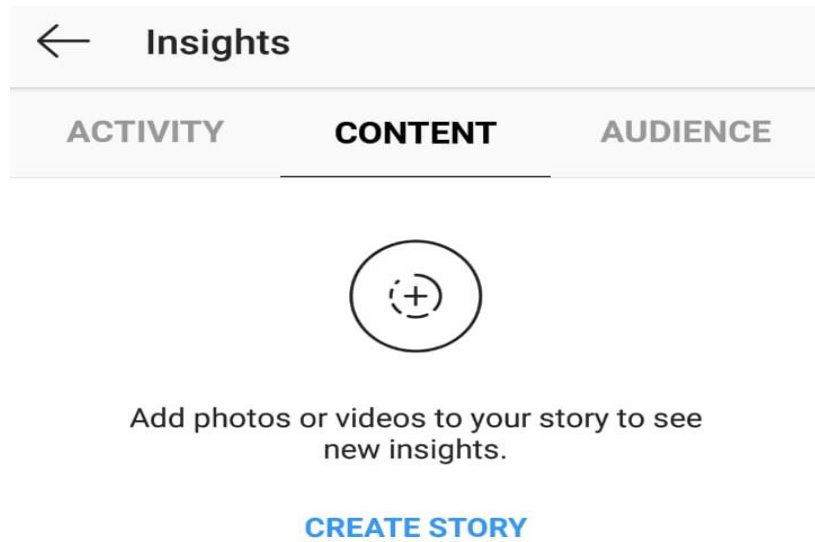 Insights
ACTIVITY CONTENT AUDIENCE
Add photos or videos to your story to see
new insights.
CREATE STORY